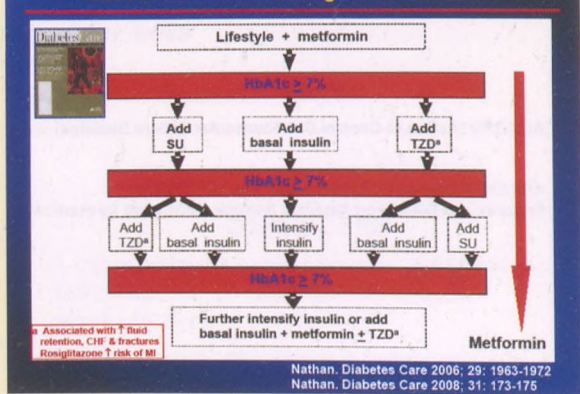 Diabetes Care
Lifestyle + metformin
HbA1c ≥ 7%
Add SU
Add basal insulin
Add TZDª
HbA1c ≥ 7%
Add TZDª
Add basal insulin
Intensify insulin
Add basal insulin
Add SU
HbA1c ≥ 7%
Further intensify insulin or add
basal insulin + metformin ± TZDª
Metformin
a Associated with ↑ fluid
retention, CHF & fractures
Rosiglitazone ↑ risk of MI
Nathan. Diabetes Care 2006; 29: 1963-1972
Nathan. Diabetes Care 2008; 31: 173-175